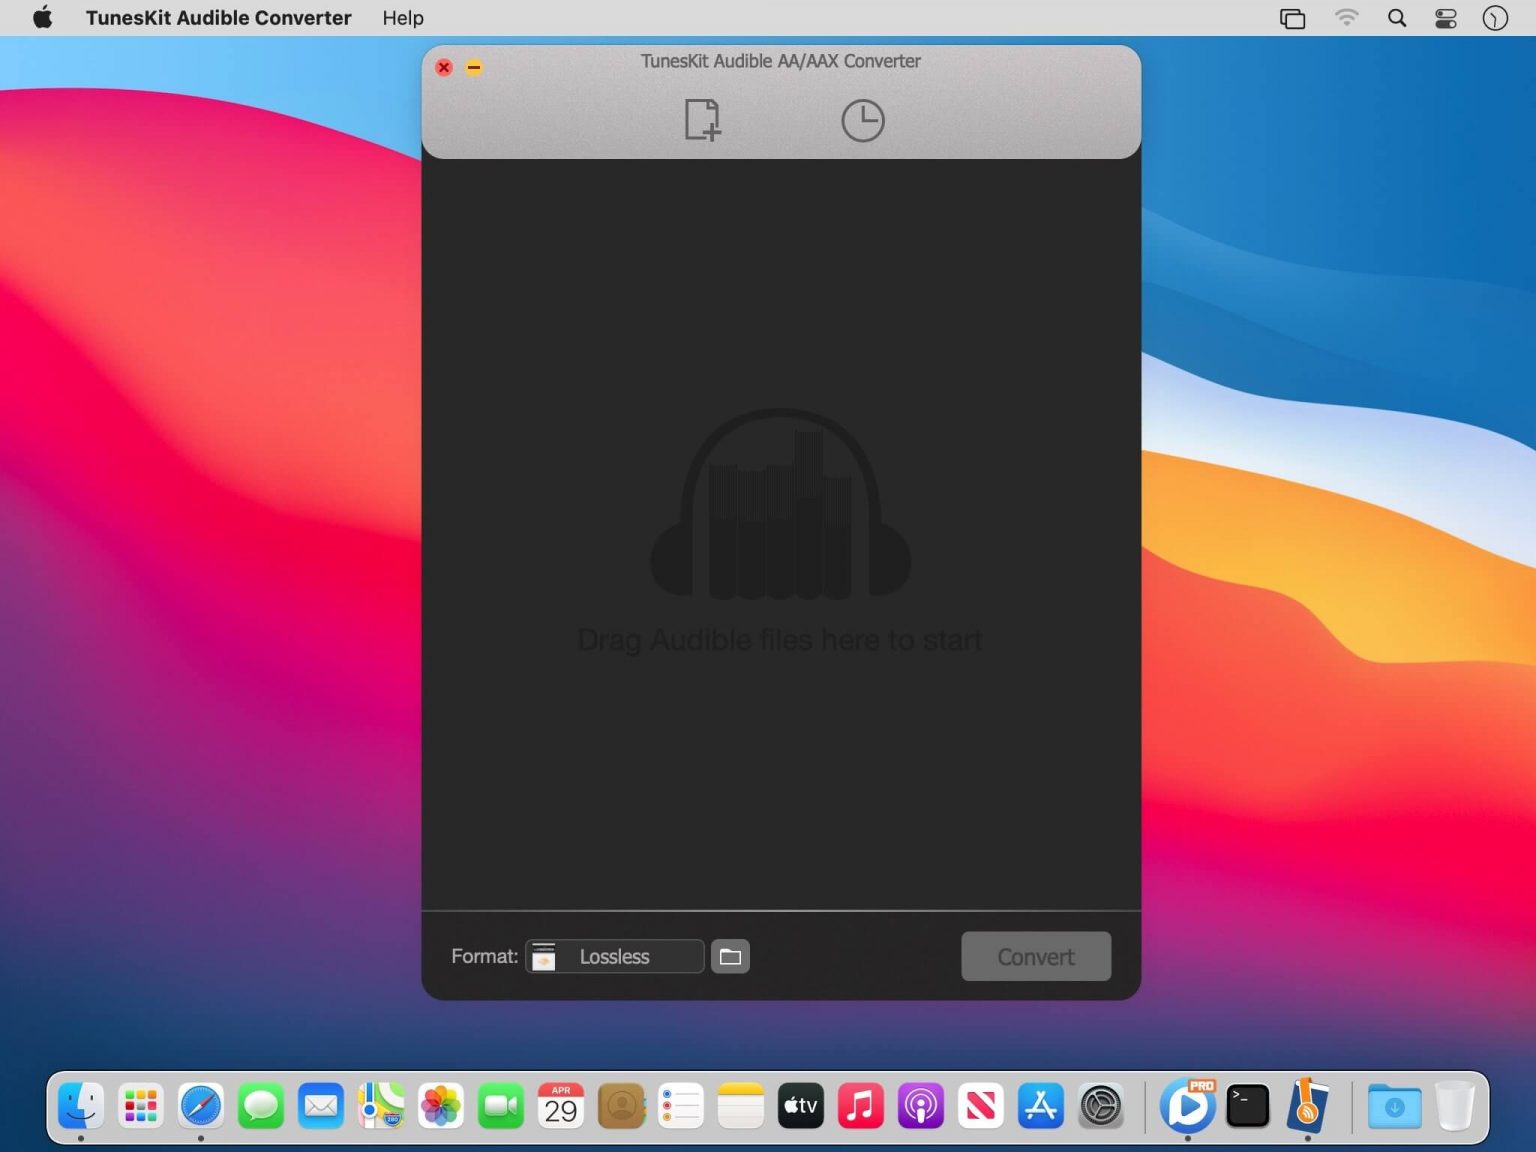 TunesKit Audible Converter Help
TunesKit Audible AA/AAX Converter
Drag Audible files here to start
Format: Lossless Convert
APR
29
280
tv
PRO
>_